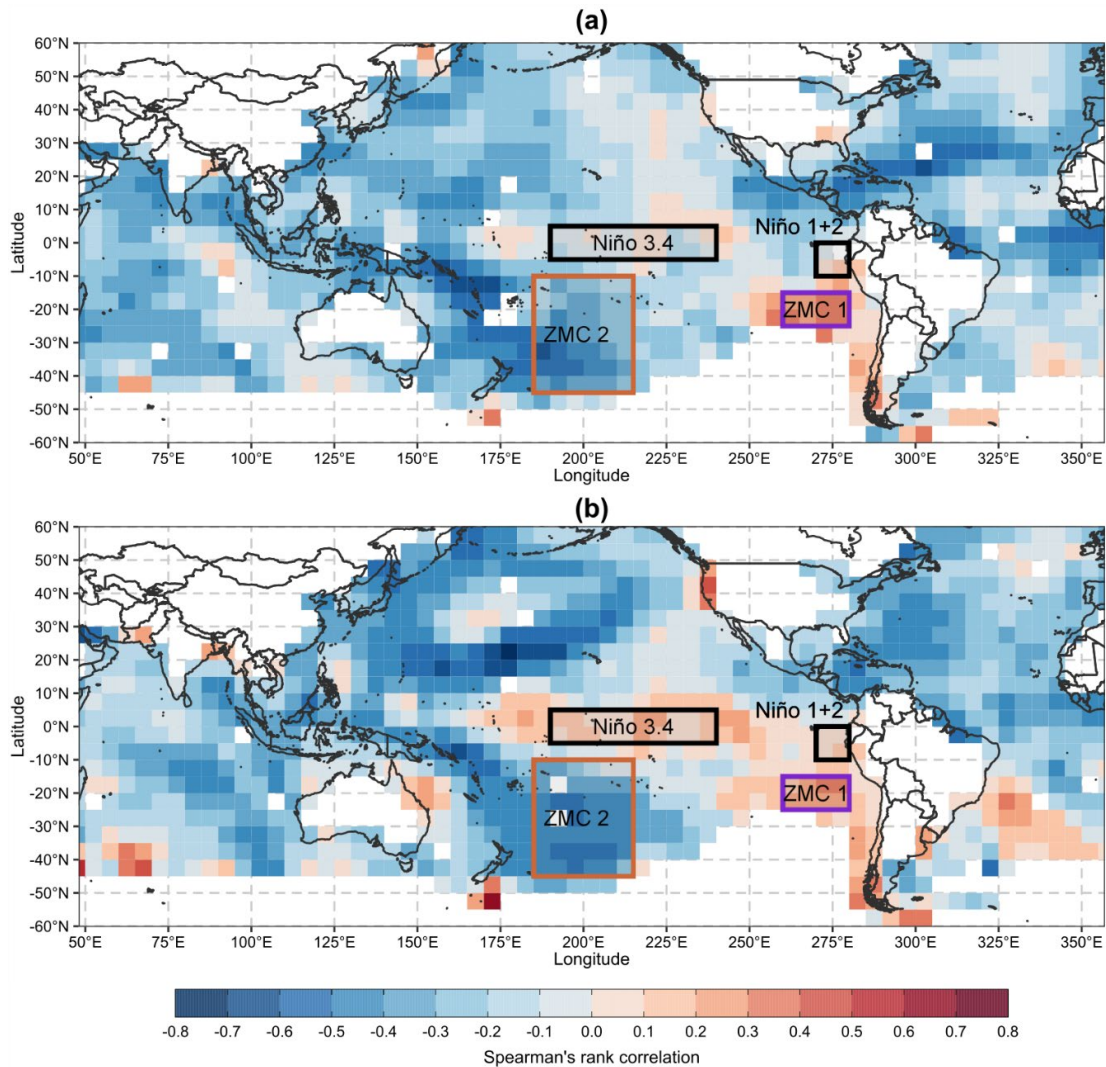 (a)
60°N
50°N
40°N
30°N
20°N
10°N
0°N
-10°N
-20°N
-30°N
-40°N
-50°N
-60°N
Latitude
Niño 3.4
Niño 1+2
ZMC 1
ZMC 2
50°E 75°E 100°E 125°E 150°E 175°E 200°E 225°E 250°E 275°E 300°E 325°E 350°E
Longitude
(b)
60°N
50°N
40°N
30°N
20°N
10°N
0°N
-10°N
-20°N
-30°N
-40°N
-50°N
-60°N
Latitude
Niño 3.4
Niño 1+2
ZMC 1
ZMC 2
50°E 75°E 100°E 125°E 150°E 175°E 200°E 225°E 250°E 275°E 300°E 325°E 350°E
Longitude
-0.8 -0.7 -0.6 -0.5 -0.4 -0.3 -0.2 -0.1 0.0 0.1 0.2 0.3 0.4 0.5 0.6 0.7 0.8
Spearman's rank correlation